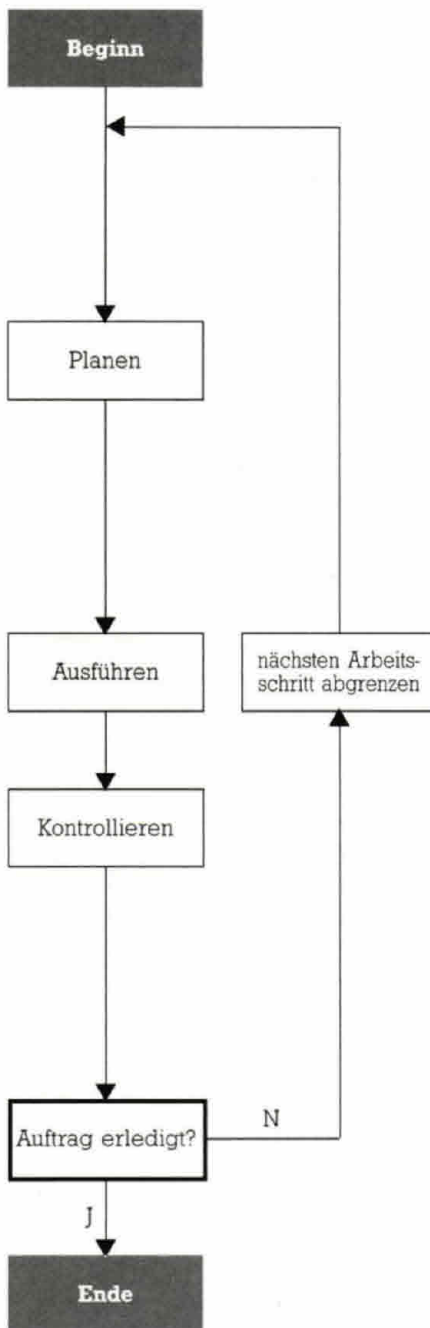 Beginn
Planen
Ausführen
nächsten Arbeits-
schritt abgrenzen
Kontrollieren
Auftrag erledigt?
N
J
Ende